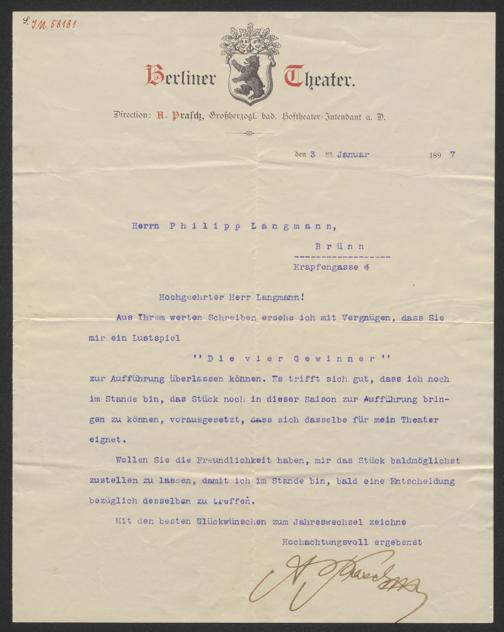 S. I.N. 58181
Berliner Theater.
Direction: A. Prasch, Großherzogl. bad. Hoftheater-Intendant a. D.
den 3 ten Januar 1897
Herrn Philipp Langmann,
Brünn
Krapfengasse 4
Hochgeehrter Herr Langmann!
Aus Ihrem werten Schreiben ersehe ich mit Vergnügen, dass Sie
mir ein Lustspiel
"Die vier Gewinner"
zur Aufführung überlassen können. Es trifft sich gut, dass ich noch
im Stande bin, das Stück noch in dieser Saison zur Aufführung brin-
gen zu können, vorausgesetzt, dass sich dasselbe für mein Theater
eignet.
Wollen Sie die Freundlichkeit haben, mir das Stück baldmöglichst
zustellen zu lassen, damit ich im Stande bin, bald eine Entscheidung
bezüglich desselben zu treffen.
Mit den besten Glückwünschen zum Jahreswechsel zeichne
Hochachtungsvoll ergebenst
A Prasch